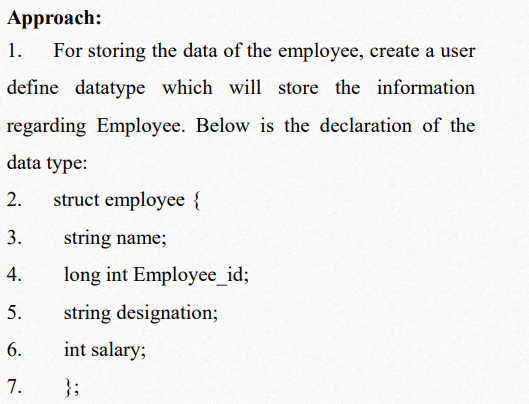 Approach:
1. For storing the data of the employee, create a user
define datatype which will store the information
regarding Employee. Below is the declaration of the
data type:
2. struct employee {
3. string name;
4. long int Employee_id;
5. string designation;
6. int salary;
7. };